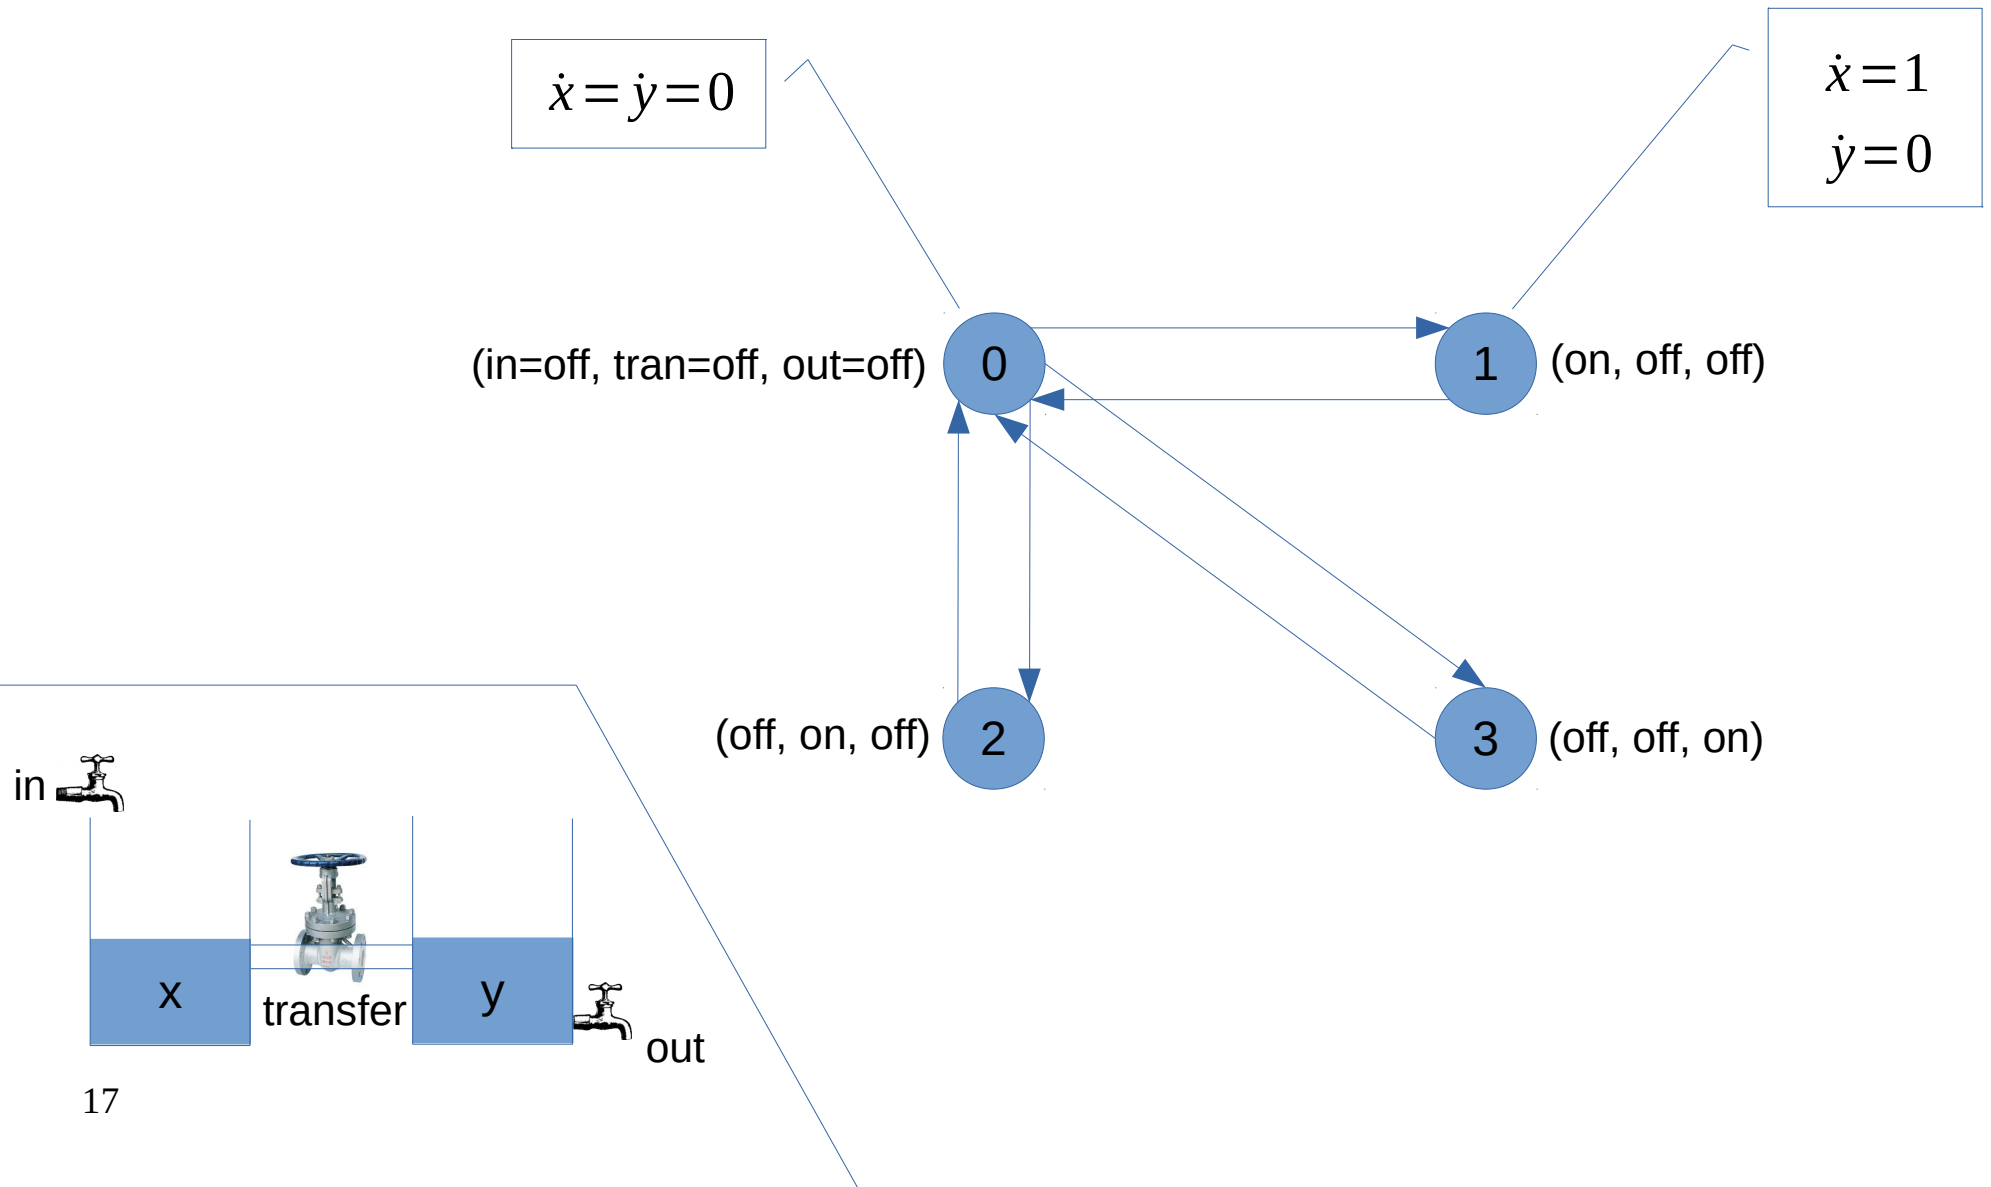 ẋ=ẏ=0
ẋ=1
ẏ=0
(in=off, tran=off, out=off)
0
1
(on, off, off)
(off, on, off)
2
3
(off, off, on)
in
x
transfer
y
out
17